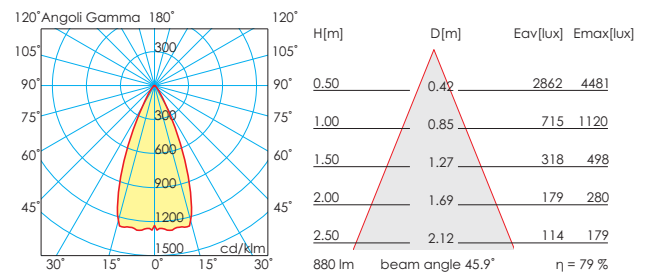 120° Angoli Gamma 180° 120°
105° 300 105°
90° 90°
75° 300 75°
60° 600 60°
900
45° 1200 45°
1500 cd/klm
30° 15° 0° 15° 30°
H[m] D[m] Eav[lux] Emax[lux]
0.50 0.42 2862 4481
1.00 0.85 715 1120
1.50 1.27 318 498
2.00 1.69 179 280
2.50 2.12 114 179
880 lm beam angle 45.9° η = 79 %